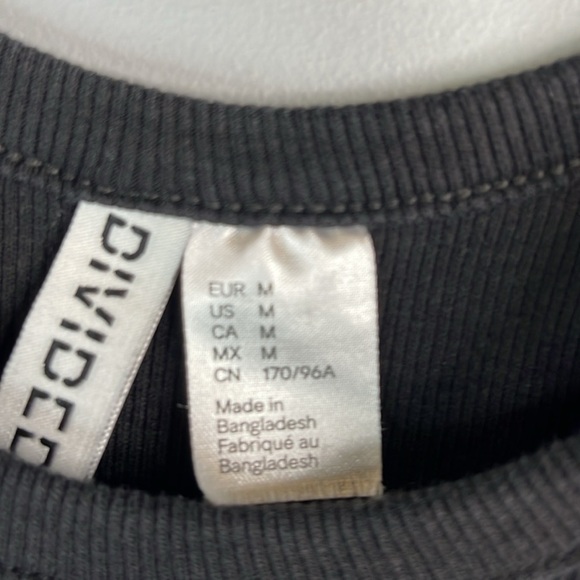 DIVIDED
EUR M
US M
CA M
MX M
CN 170/96A
Made in
Bangladesh
Fabriqué au
Bangladesh